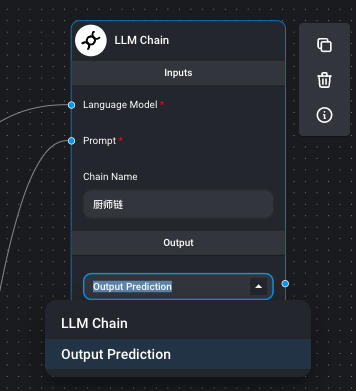 LLM Chain
Inputs
Language Model *
Prompt *
Chain Name
厨师链
Output
Output Prediction
LLM Chain
Output Prediction